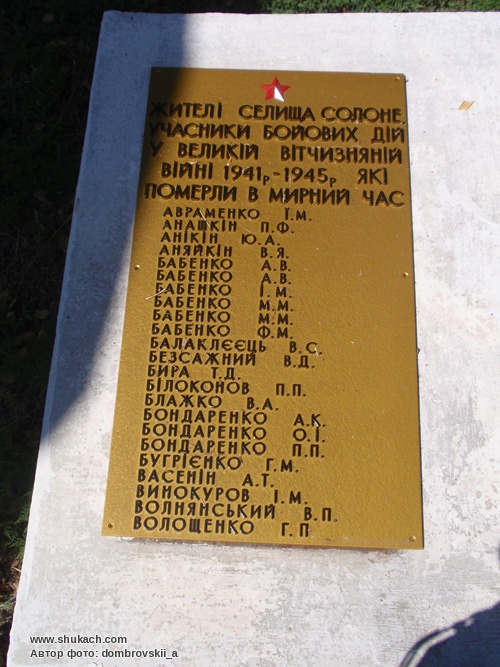 ЖИТЕЛІ СЕЛИЩА СОЛОНЕ,
УЧАСНИКИ БОЙОВИХ ДІЙ
У ВЕЛИКІЙ ВІТЧИЗНЯНІЙ
ВІЙНІ 1941р-1945р ЯКІ
ПОМЕРЛИ В МИРНИЙ ЧАС
АВРАМЕНКО І.М.
АНАШКІН П.Ф.
АНІКІН Ю.А.
АНЯЙКІН В.Я.
БАБЕНКО А.В.
БАБЕНКО А.В.
БАБЕНКО І.М.
БАБЕНКО М.М.
БАБЕНКО М.М.
БАБЕНКО Ф.М.
БАЛАКЛЄЄЦЬ В.С.
БЕЗСАЖНИЙ В.Д.
БИРА Т.Д.
БІЛОКОНОВ П.П.
БЛАЖКО В.А.
БОНДАРЕНКО А.К.
БОНДАРЕНКО О.І.
БОНДАРЕНКО П.П.
БУГРІЄНКО Г.М.
ВАСЕНІН А.Т.
ВИНОКУРОВ І.М.
ВОЛНЯНСЬКИЙ В.П.
ВОЛОЩЕНКО Г.П
www.shukach.com
Автор фото: dombrovskii_a